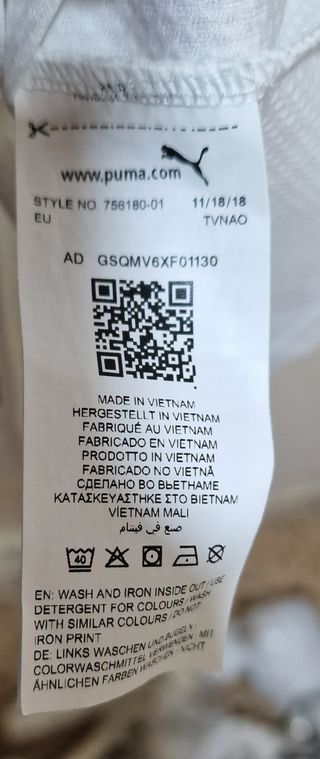 www.puma.com
STYLE NO. 756180-01 11/18/18
EU TVNAO
AD GSQMV6XF01130
MADE IN VIETNAM
HERGESTELLT IN VIETNAM
FABRIQUÉ AU VIETNAM
FABRICADO EN VIETNAM
PRODOTTO IN VIETNAM
FABRICADO NO VIETNÃ
СДЕЛАНО ВО ВЬЕТНАМЕ
ΚΑΤΑΣΚΕΥΑΣΤΗΚΕ ΣΤΟ ΒΙΕΤΝΑΜ
VİETNAM MALI
صنع في فيتنام
40
EN: WASH AND IRON INSIDE OUT / USE
DETERGENT FOR COLOURS / WASH
WITH SIMILAR COLOURS / DO NOT
IRON PRINT
DE: LINKS WASCHEN UND BÜGELN /
COLORWASCHMITTEL VERWENDEN / MIT
ÄHNLICHEN FARBEN WASCHEN / NICHT